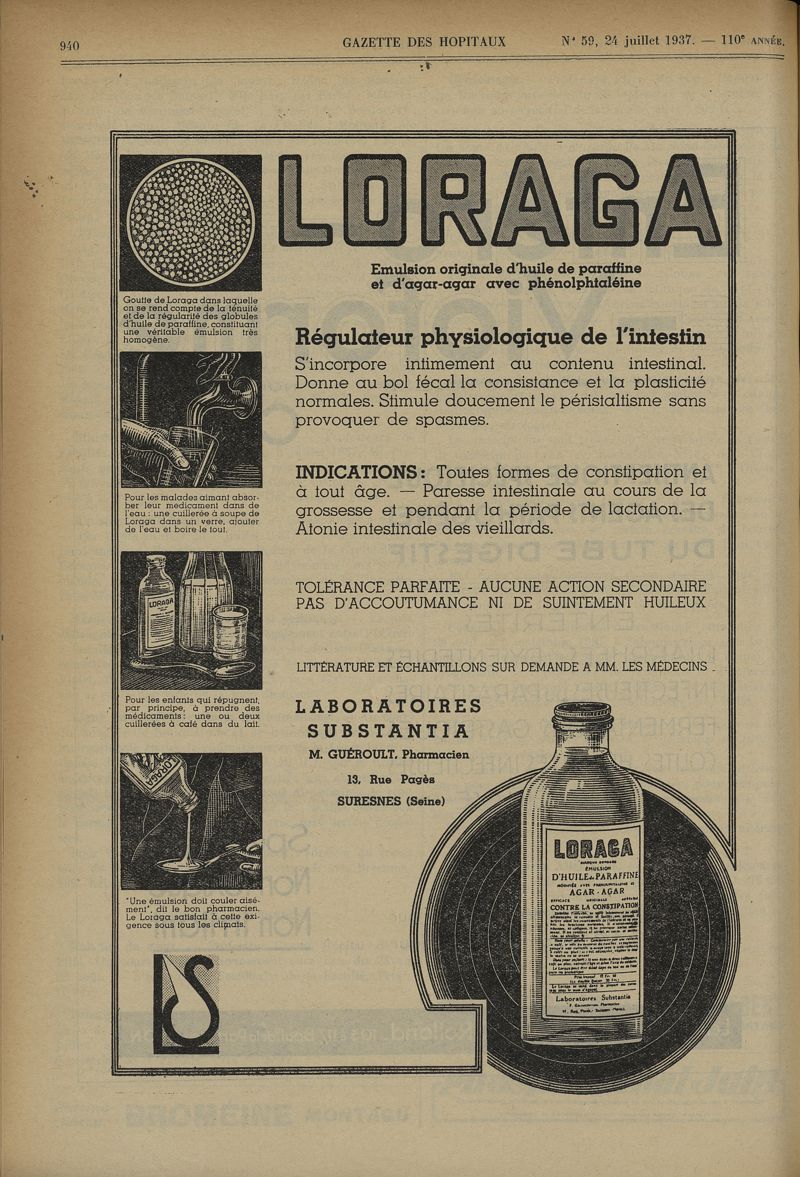 940
GAZETTE DES HOPITAUX
N° 59, 24 juillet 1937. — 110e ANNÉE.
LORAGA
Emulsion originale d'huile de paraffine
et d'agar-agar avec phénolphtaléine
Goutte de Loraga dans laquelle
on se rend compte de la ténuité
et de la régularité des globules
d'huile de paraffine, constituant
une véritable émulsion très
homogène.
Régulateur physiologique de l'intestin
S'incorpore intimement au contenu intestinal.
Donne au bol fécal la consistance et la plasticité
normales. Stimule doucement le péristaltisme sans
provoquer de spasmes.
Pour les malades aimant absor-
ber leur medicament dans de
l'eau : une cuillerée à soupe de
Loraga dans un verre, ajouter
de l'eau et boire le tout.
INDICATIONS : Toutes formes de constipation et
à tout âge. — Paresse intestinale au cours de la
grossesse et pendant la période de lactation. —
Atonie intestinale des vieillards.
LORAGA
TOLÉRANCE PARFAITE - AUCUNE ACTION SECONDAIRE
PAS D'ACCOUTUMANCE NI DE SUINTEMENT HUILEUX
LITTÉRATURE ET ÉCHANTILLONS SUR DEMANDE A MM. LES MÉDECINS .
Pour les enfants qui répugnent,
par principe, à prendre des
médicaments : une ou deux
cuillerées à café dans du lait.
LABORATOIRES
SUBSTANTIA
M. GUÉROULT, Pharmacien
13, Rue Pagès
SURESNES (Seine)
LORAGA
"Une émulsion doit couler aisé-
ment", dit le bon pharmacien.
Le Loraga satisfait à cette exi-
gence sous tous les climats.
LORAGA
ÉMULSION
D'HUILE de PARAFFINE
AGAR-AGAR
CONTRE LA CONSTIPATION
Laboratoires Substantia
LS